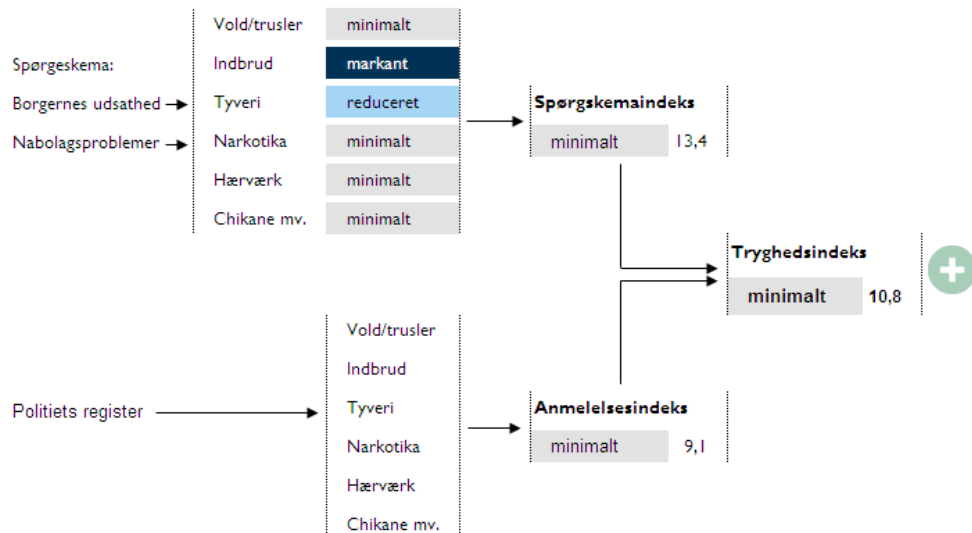 Vold/trusler minimalt
Spørgeskema: Indbrud markant
Borgernes udsathed Tyveri reduceret Spørgskemaindeks
Nabolagsproblemer Narkotika minimalt minimalt 13,4
Hærværk minimalt
Chikane mv. minimalt
Tryghedsindeks
minimalt 10,8
Vold/trusler
Indbrud
Politiets register Tyveri Anmelelsesindeks
Narkotika minimalt 9,1
Hærværk
Chikane mv.